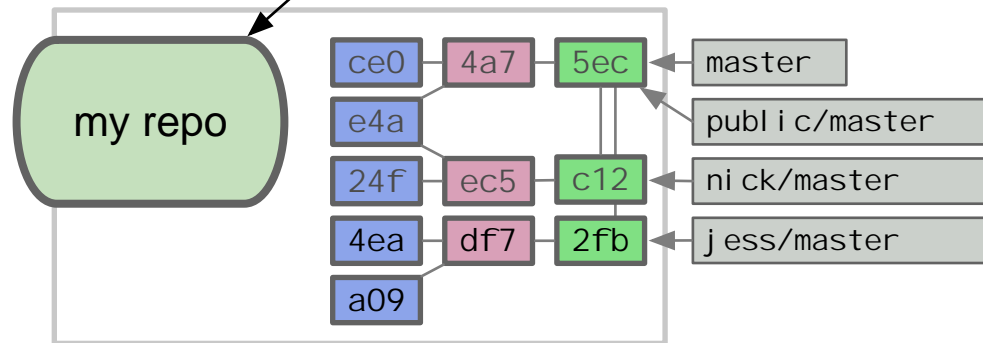 ce0 4a7 5ec master
e4a public/master
my repo
24f ec5 c12 nick/master
4ea df7 2fb jess/master
a09